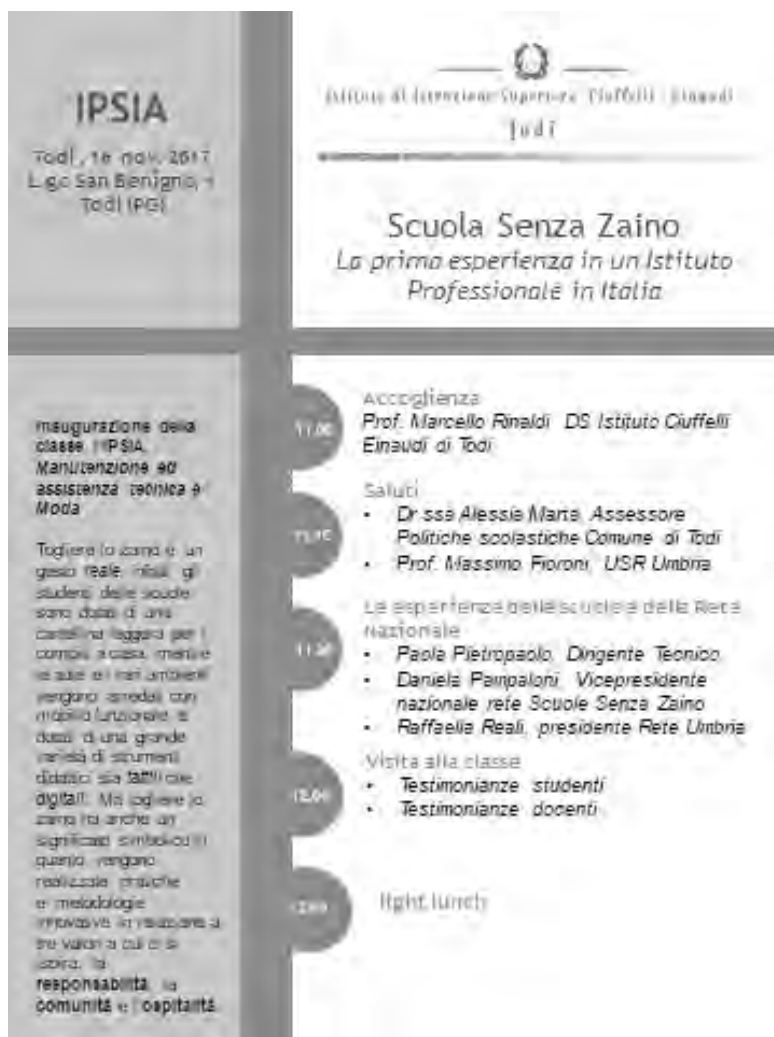 IPSIA
Todi, 16 nov. 2017
L.go San Benigno, 1
Todi (PG)
Istituto di Istruzione Superiore Ciuffelli - Einaudi
Todi
Scuola Senza Zaino
La prima esperienza in un Istituto
Professionale in Italia
Inaugurazione della
classe IPSIA
Manutenzione ed
assistenza tecnica e
Moda
Togliere lo zaino è un
gesto reale, infatti gli
studenti delle scuole
sono dotati di una
cartellina leggera per i
compiti a casa, mentre
le aule e i vari ambienti
vengono arredati con
mobilio funzionale e
dotati di una grande
varietà di strumenti
didattici sia tattili che
digitali. Ma togliere lo
zaino ha anche un
significato simbolico in
quanto vengono
realizzate pratiche
e metodologie
innovative in relazione a
tre valori a cui ci si
ispira: la
responsabilità, la
comunità e l'ospitalità.
11.00
Accoglienza
Prof. Marcello Rinaldi DS Istituto Ciuffelli
Einaudi di Todi
Saluti
• Dr.ssa Alessia Marta, Assessore
Politiche scolastiche Comune di Todi
• Prof. Massimo Fioroni, USR Umbria
Le esperienze delle scuole e della Rete
Nazionale
• Paola Pietropaolo, Dirigente Tecnico
• Daniela Pampaloni, Vicepresidente
nazionale rete Scuole Senza Zaino
• Raffaella Reali, presidente Rete Umbria
12.00
Visita alla classe
• Testimonianze studenti
• Testimonianze docenti
light lunch